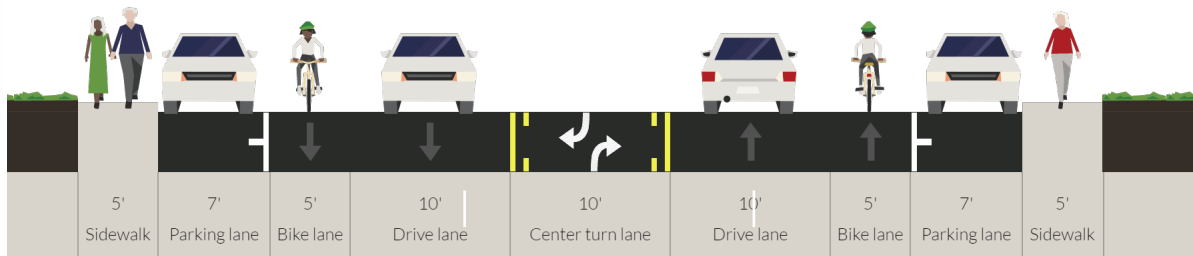 5' 7' 5' 10' 10' 10' 5' 7' 5'
Sidewalk Parking lane Bike lane Drive lane Center turn lane Drive lane Bike lane Parking lane Sidewalk